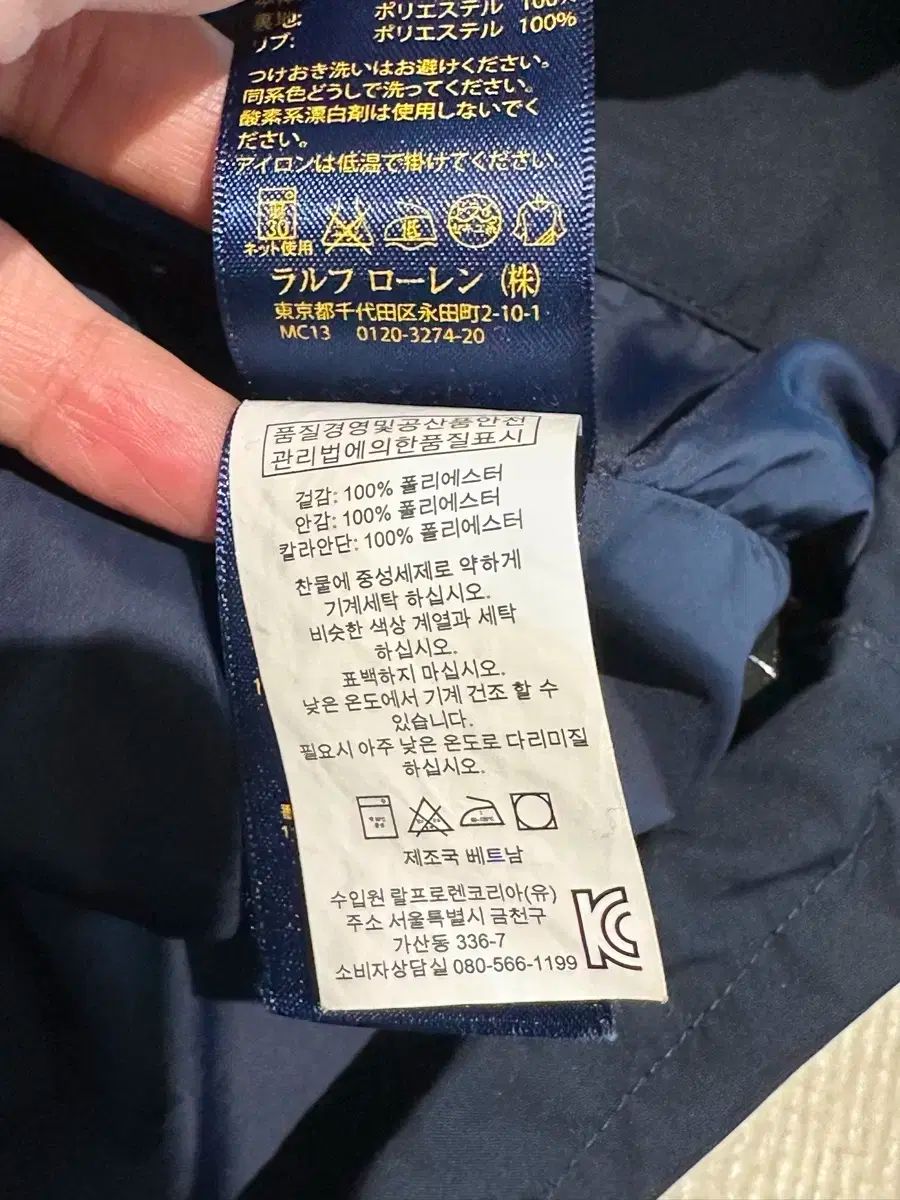 裏地: ポリエステル 100%
リブ: ポリエステル 100%
つけおき洗いはお避けください。
同系色どうしで洗ってください。
酸素系漂白剤は使用しないでく
ださい。
アイロンは低温で掛けてください。
30
低
ネット使用
ラルフ ローレン (株)
東京都千代田区永田町2-10-1
MC13 0120-3274-20
품질경영및공산품안전
관리법에의한품질표시
겉감: 100% 폴리에스터
안감: 100% 폴리에스터
칼라안단: 100% 폴리에스터
찬물에 중성세제로 약하게
기계세탁 하십시오.
비슷한 색상 계열과 세탁
하십시오.
표백하지 마십시오.
낮은 온도에서 기계 건조 할 수
있습니다.
필요시 아주 낮은 온도로 다리미질
하십시오.
제조국 베트남
수입원 랄프로렌코리아(유)
주소 서울특별시 금천구
가산동 336-7
소비자상담실 080-566-1199